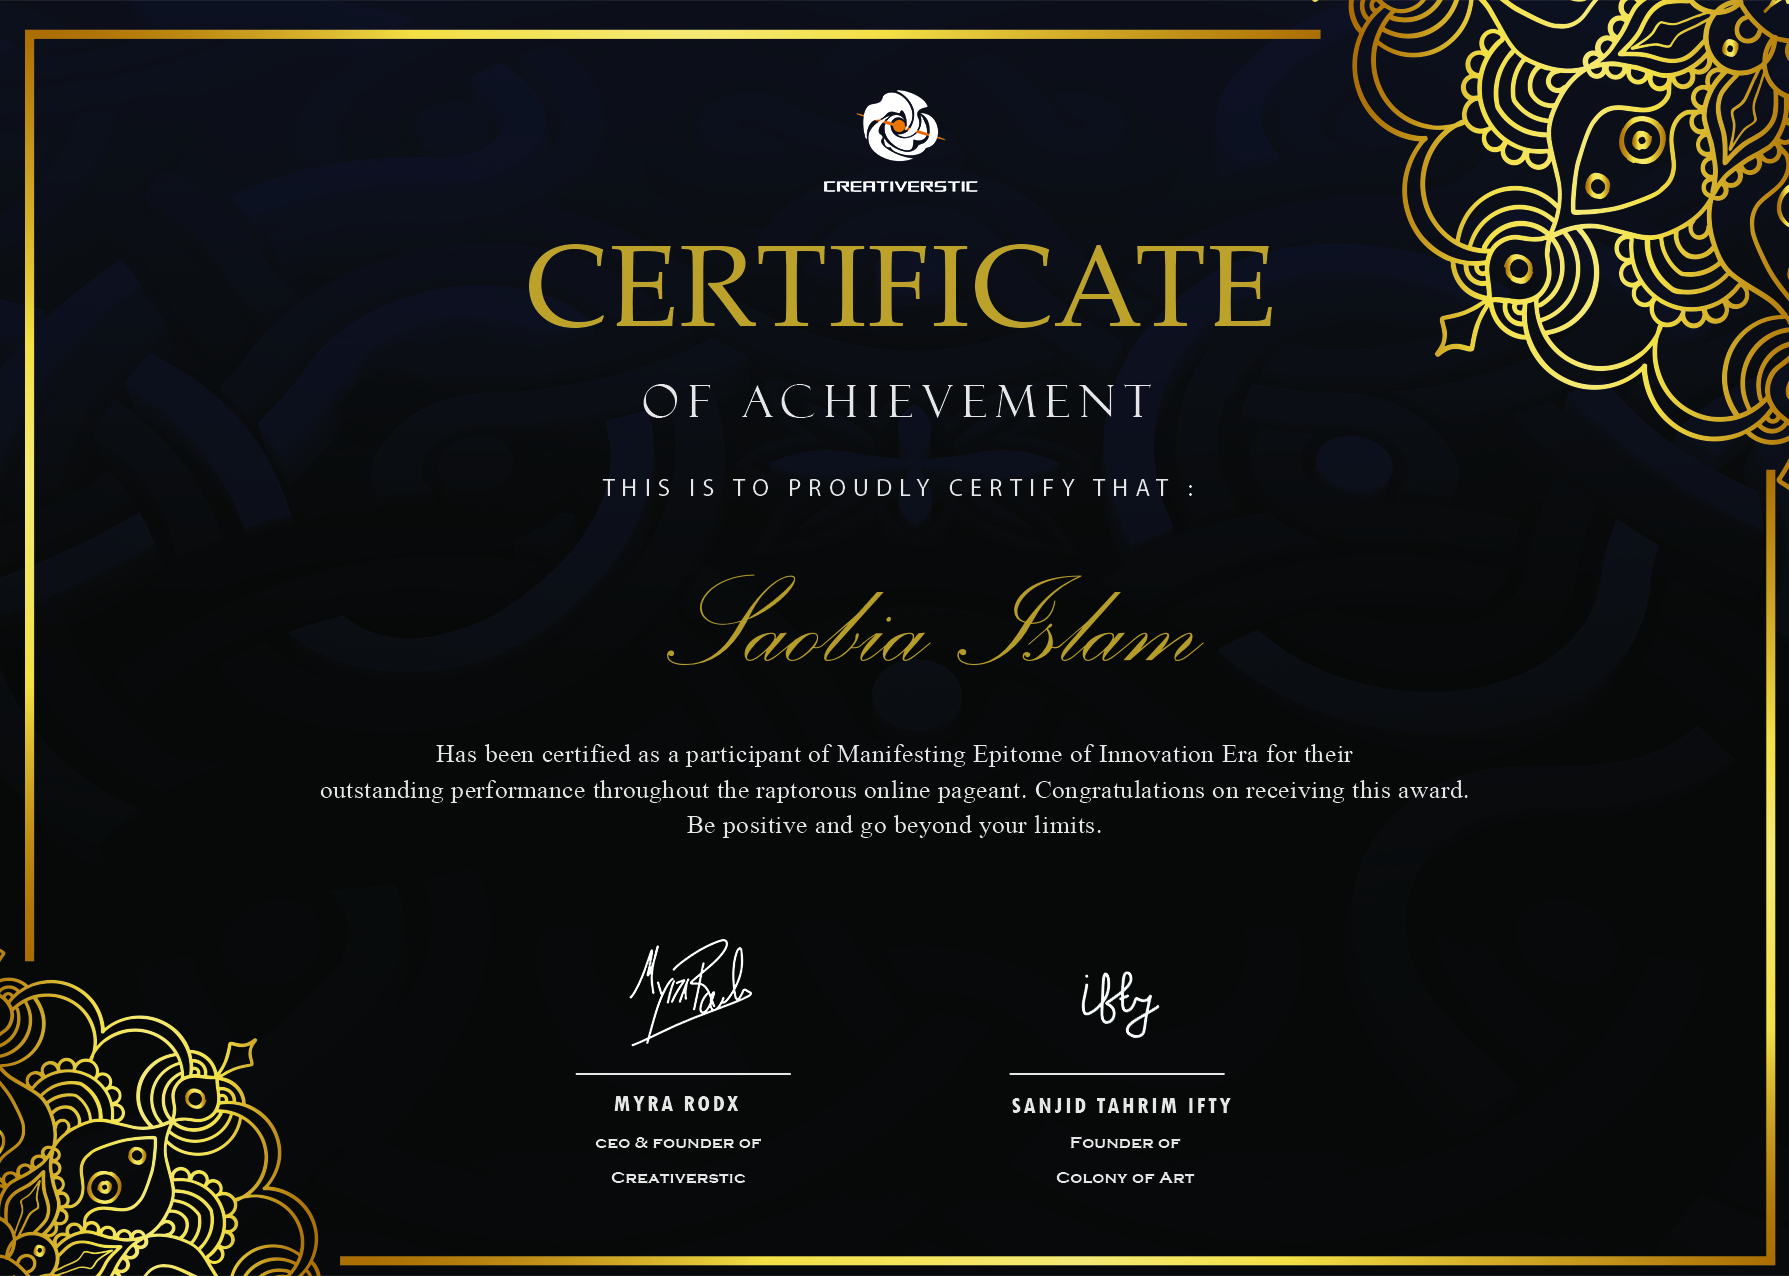 CREATIVERSTIC
CERTIFICATE
OF ACHIEVEMENT
THIS IS TO PROUDLY CERTIFY THAT :
Saobia Islam
Has been certified as a participant of Manifesting Epitome of Innovation Era for their
outstanding performance throughout the raptorous online pageant. Congratulations on receiving this award.
Be positive and go beyond your limits.
Myra Rodx
ifty
MYRA RODX
SANJID TAHRIM IFTY
CEO & FOUNDER OF
FOUNDER OF
CREATIVERSTIC
COLONY OF ART